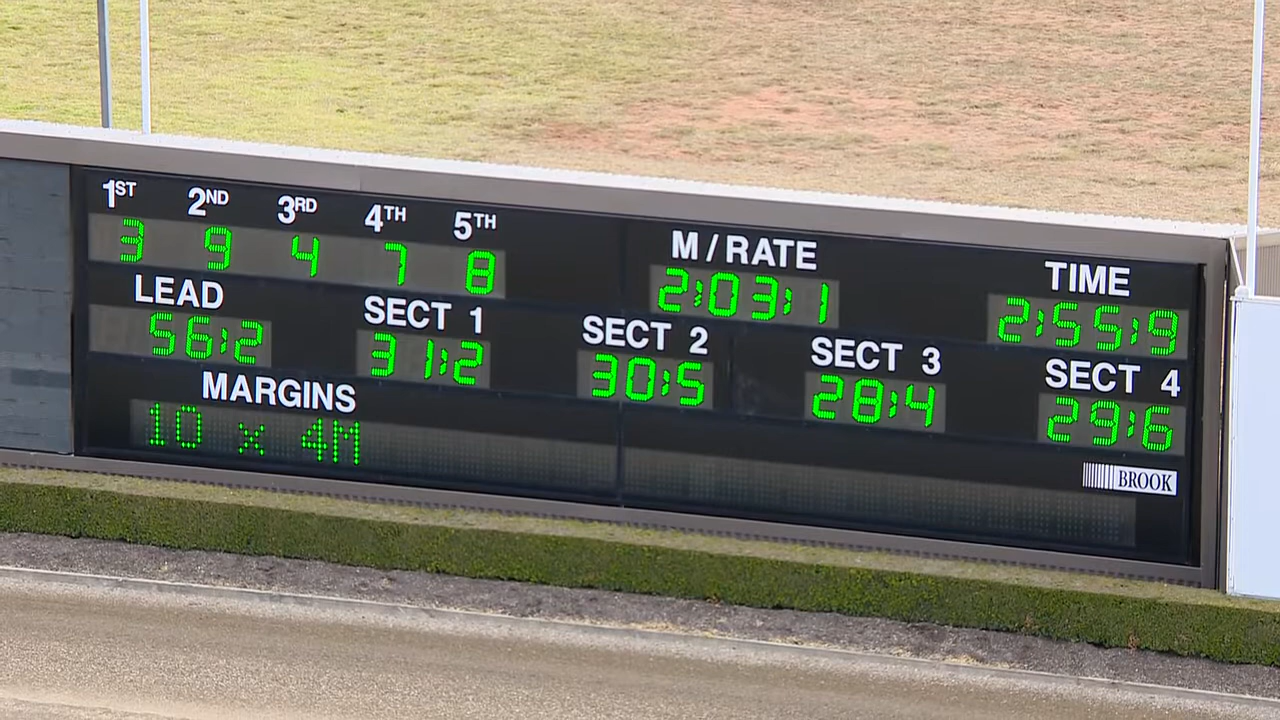 1ST 2ND 3RD 4TH 5TH
3 9 4 7 8
M / RATE
2:03:1
TIME
2:55:9
LEAD
56:2
SECT 1
31:2
SECT 2
30:5
SECT 3
28:4
SECT 4
29:6
MARGINS
10 x 4M
BROOK